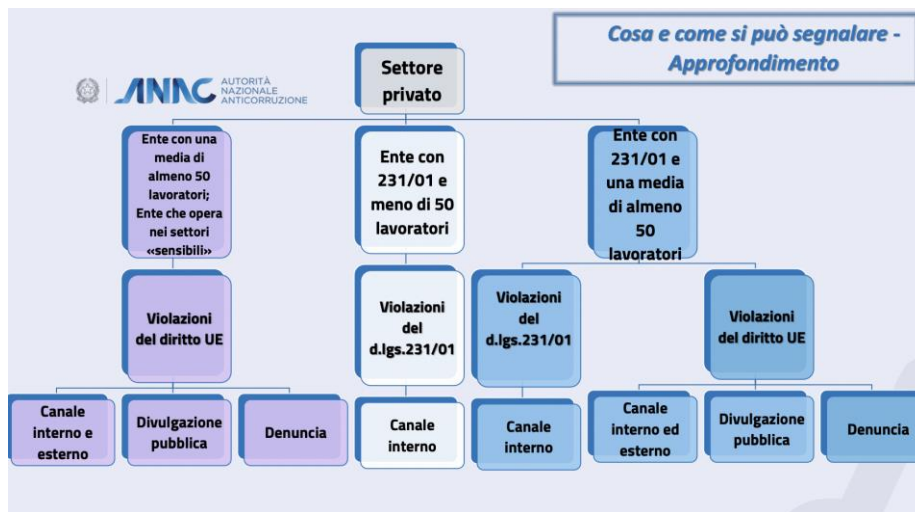 Cosa e come si può segnalare -
Approfondimento
ANAC
AUTORITÀ
NAZIONALE
ANTICORRUZIONE
Settore
privato
Ente con una
media di
almeno 50
lavoratori;
Ente che opera
nei settori
«sensibili»
Ente con
231/01 e
meno di 50
lavoratori
Ente con
231/01 e
una media
di almeno
50
lavoratori
Violazioni
del diritto UE
Violazioni
del
d.lgs.231/01
Violazioni
del
d.lgs.231/01
Violazioni
del diritto UE
Canale
interno e
esterno
Divulgazione
pubblica
Denuncia
Canale
interno
Canale
interno
Canale
interno ed
esterno
Divulgazione
pubblica
Denuncia